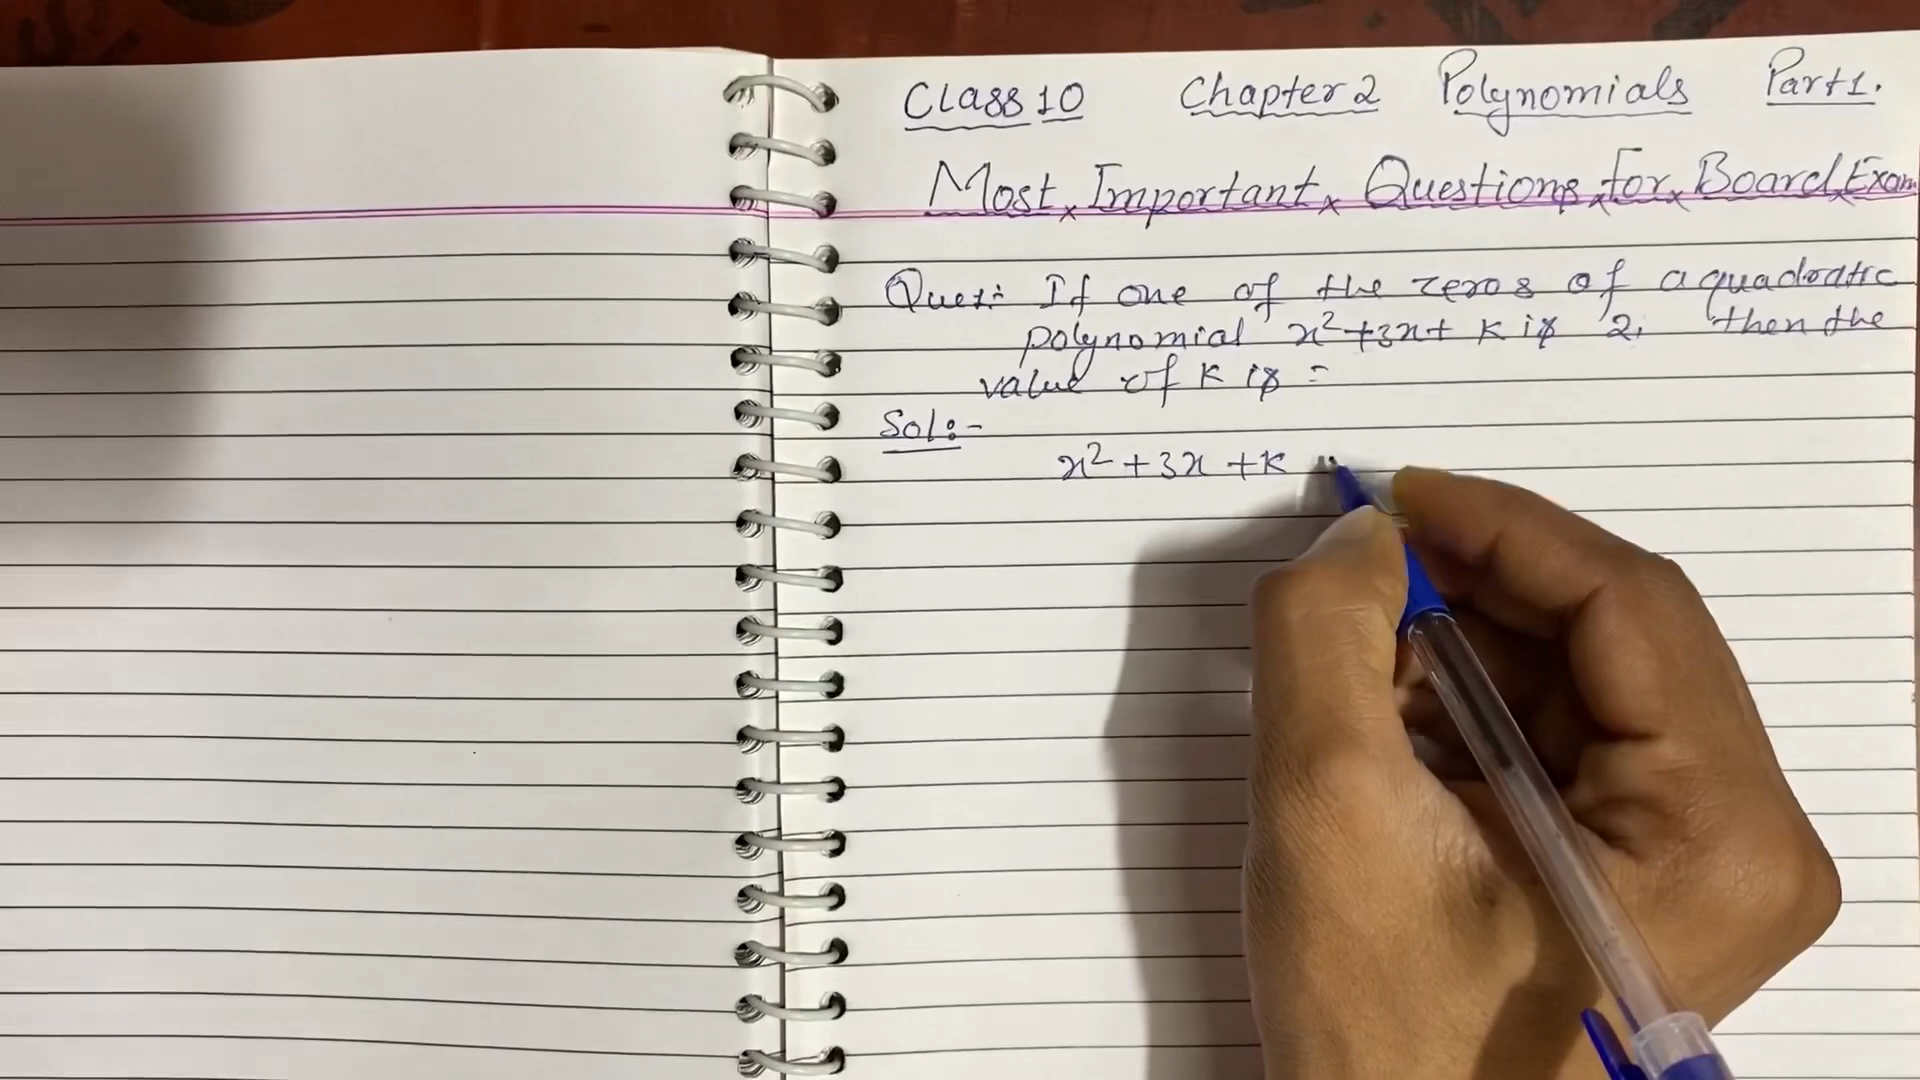 Class 10 Chapter 2 Polynomials Part 1.
Most Important Questions for Board Exam
Ques1:- If one of the zeros of a quadratic
polynomial x²+3x+ K is 2, then the
value of K is =
Sol:-
x² +3x +K